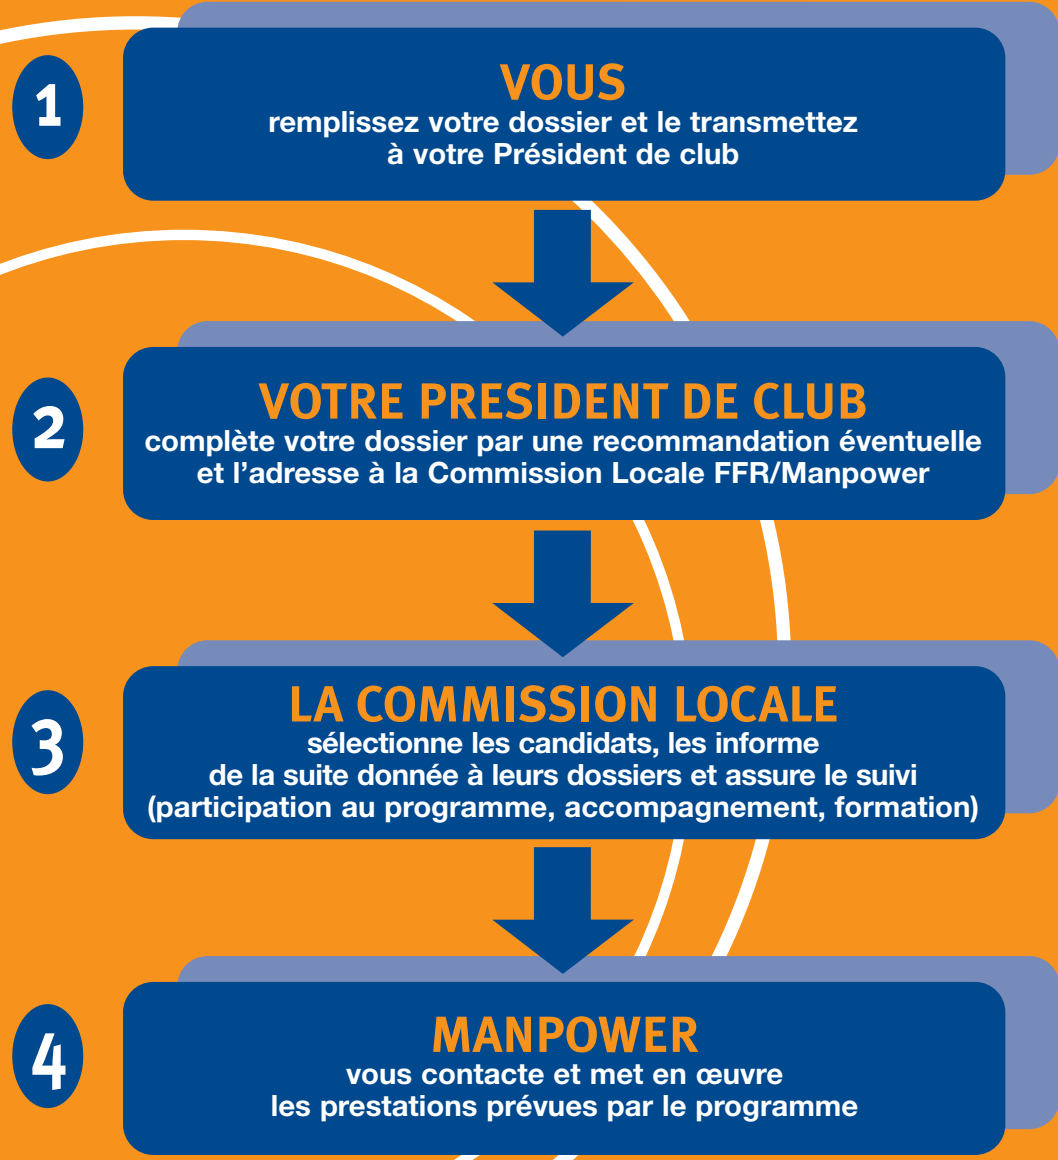 1
VOUS
remplissez votre dossier et le transmettez
à votre Président de club
2
VOTRE PRESIDENT DE CLUB
complète votre dossier par une recommandation éventuelle
et l’adresse à la Commission Locale FFR/Manpower
3
LA COMMISSION LOCALE
sélectionne les candidats, les informe
de la suite donnée à leurs dossiers et assure le suivi
(participation au programme, accompagnement, formation)
4
MANPOWER
vous contacte et met en œuvre
les prestations prévues par le programme